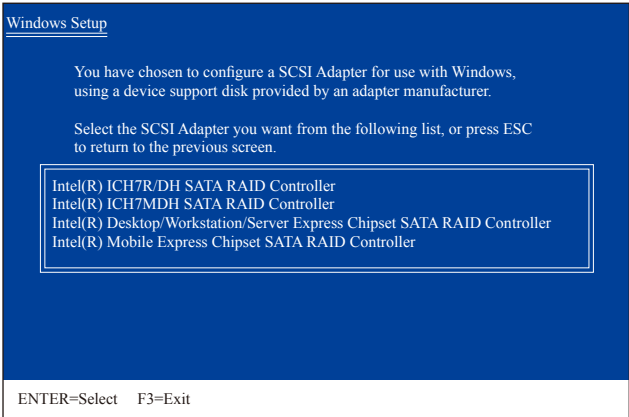 Windows Setup
You have chosen to configure a SCSI Adapter for use with Windows,
using a device support disk provided by an adapter manufacturer.
Select the SCSI Adapter you want from the following list, or press ESC
to return to the previous screen.
Intel(R) ICH7R/DH SATA RAID Controller
Intel(R) ICH7MDH SATA RAID Controller
Intel(R) Desktop/Workstation/Server Express Chipset SATA RAID Controller
Intel(R) Mobile Express Chipset SATA RAID Controller
ENTER=Select F3=Exit